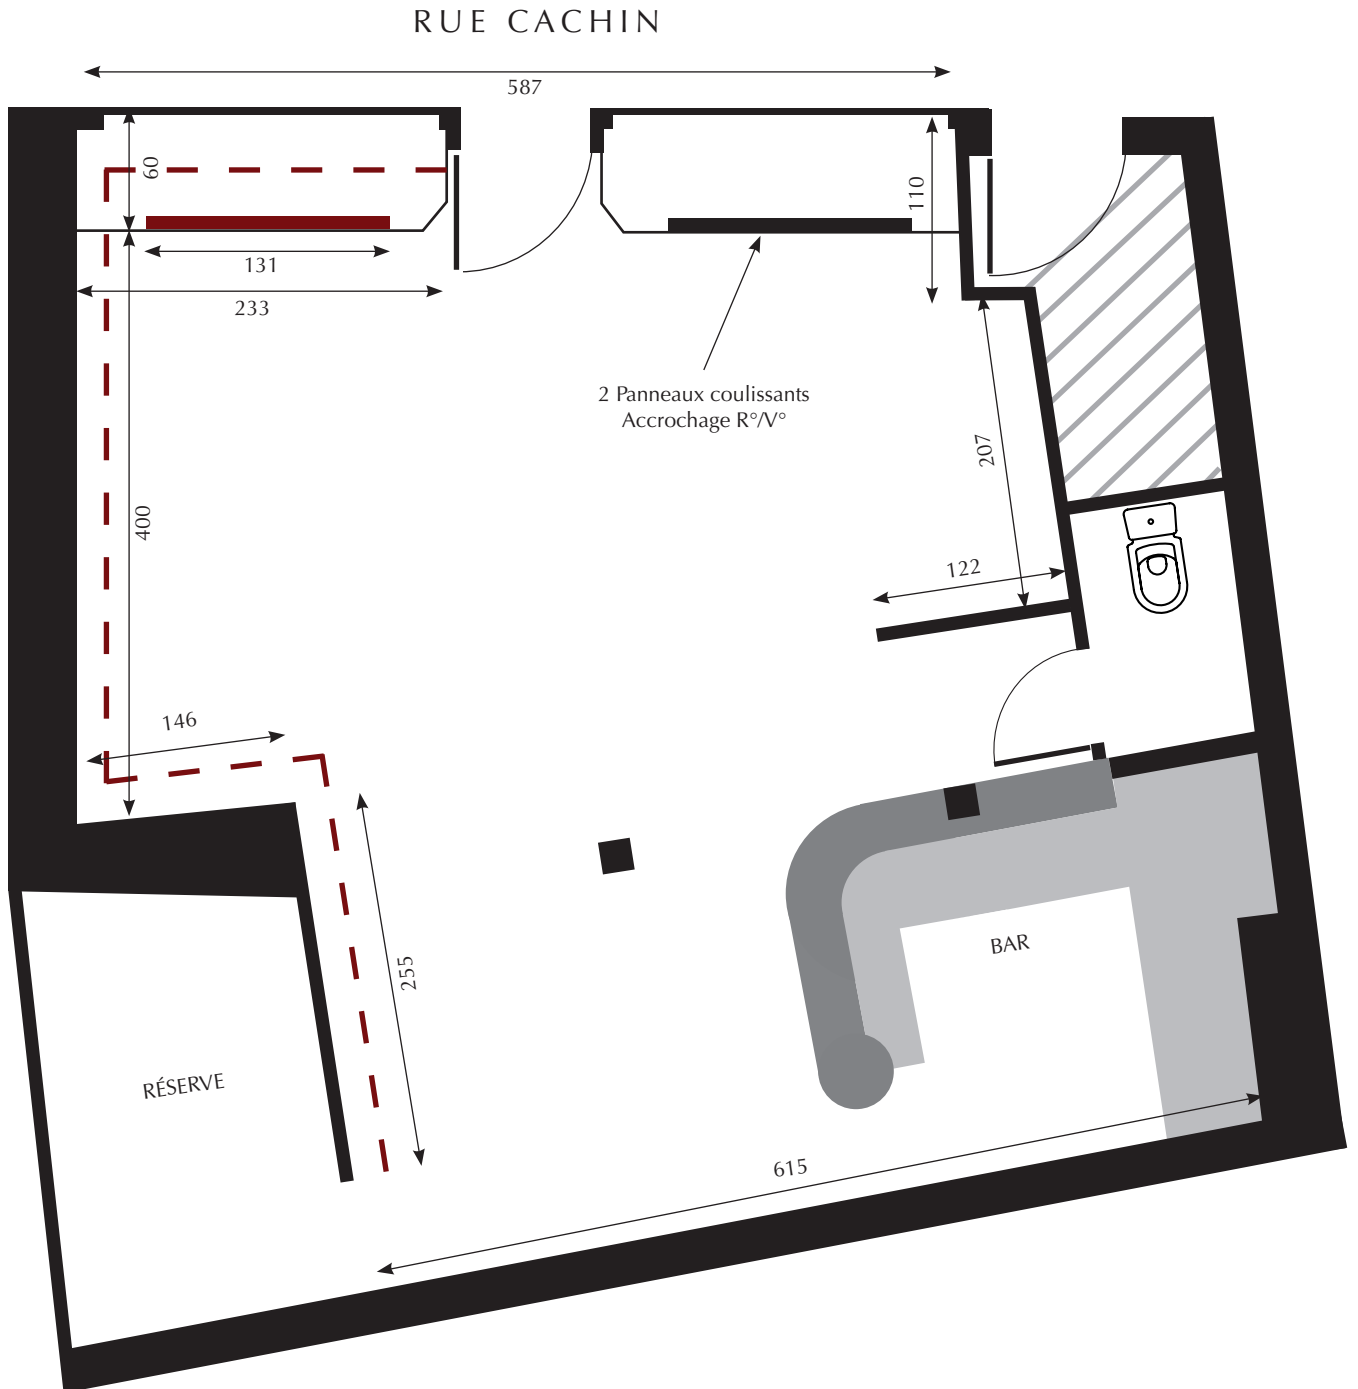 RUE CACHIN
587
60
110
131
233
2 Panneaux coulissants
Accrochage R°/V°
207
400
122
146
255
BAR
RÉSERVE
615